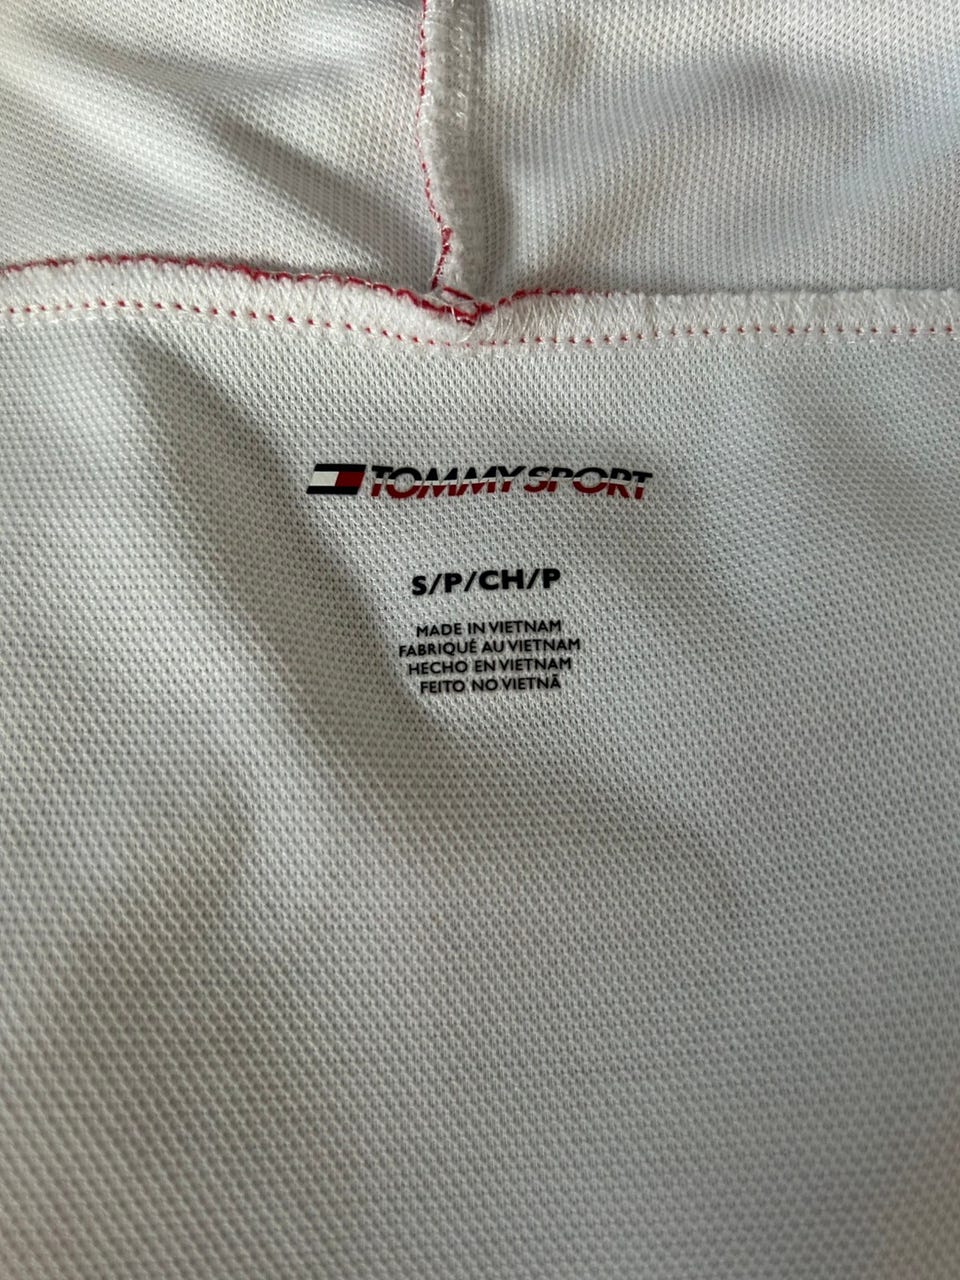 TOMMY SPORT
S/P/CH/P
MADE IN VIETNAM
FABRIQUÉ AU VIETNAM
HECHO EN VIETNAM
FEITO NO VIETNÃ